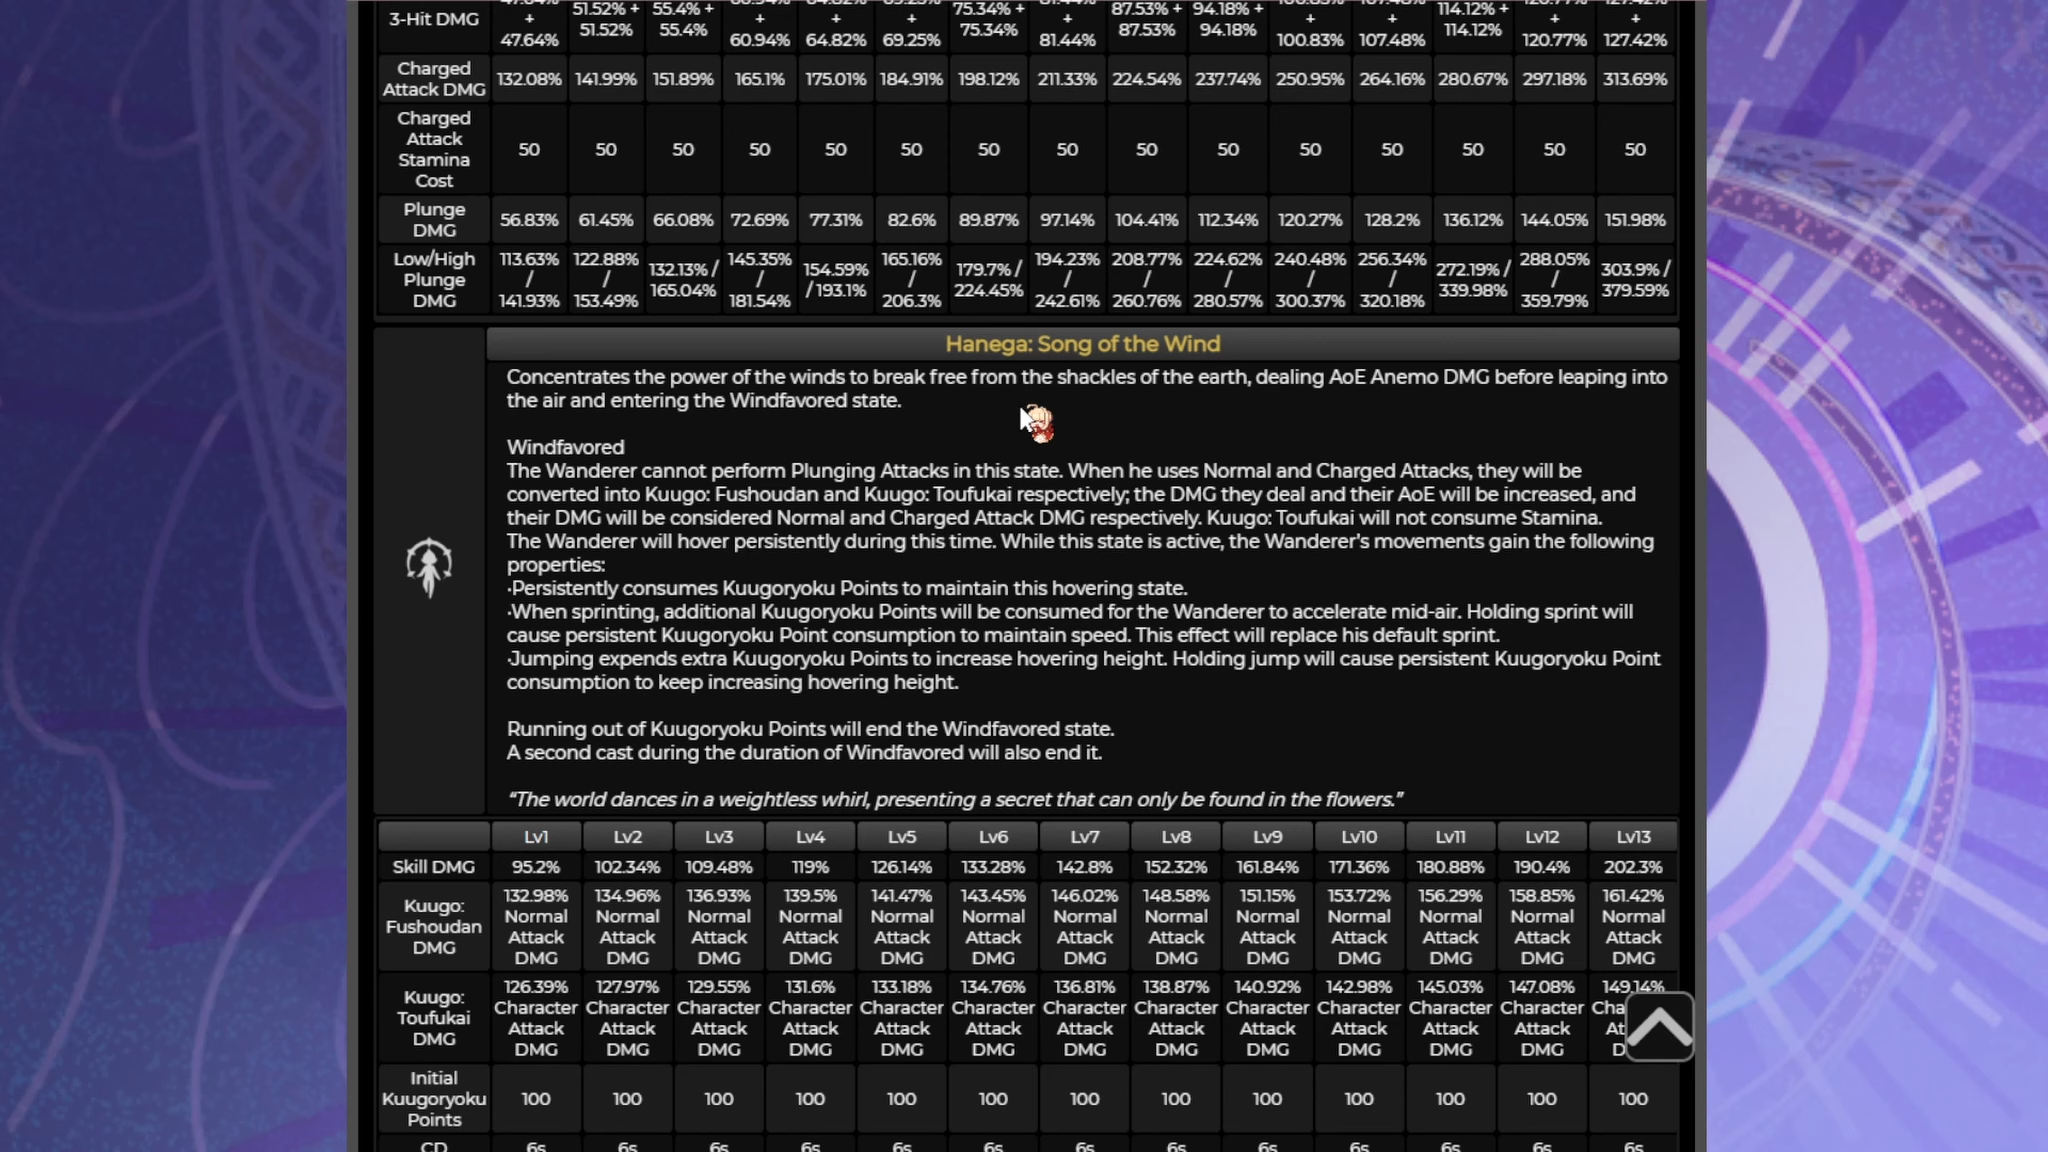 3-Hit DMG + 47.64% 51.52% + 51.52% 55.4% + 55.4% + 60.94% + 64.82% + 69.25% 75.34% + 75.34% + 81.44% 87.53% + 87.53% 94.18% + 94.18% + 100.83% + 107.48% 114.12% + 114.12% + 120.77% + 127.42%
Charged Attack DMG 132.08% 141.99% 151.89% 165.1% 175.01% 184.91% 198.12% 211.33% 224.54% 237.74% 250.95% 264.16% 280.67% 297.18% 313.69%
Charged Attack Stamina Cost 50 50 50 50 50 50 50 50 50 50 50 50 50 50 50
Plunge DMG 56.83% 61.45% 66.08% 72.69% 77.31% 82.6% 89.87% 97.14% 104.41% 112.34% 120.27% 128.2% 136.12% 144.05% 151.98%
Low/High Plunge DMG 113.63% / 141.93% 122.88% / 153.49% 132.13% / 165.04% 145.35% / 181.54% 154.59% / 193.1% 165.16% / 206.3% 179.7% / 224.45% 194.23% / 242.61% 208.77% / 260.76% 224.62% / 280.57% 240.48% / 300.37% 256.34% / 320.18% 272.19% / 339.98% 288.05% / 359.79% 303.9% / 379.59%
Hanega: Song of the Wind
Concentrates the power of the winds to break free from the shackles of the earth, dealing AoE Anemo DMG before leaping into
the air and entering the Windfavored state.
Windfavored
The Wanderer cannot perform Plunging Attacks in this state. When he uses Normal and Charged Attacks, they will be
converted into Kuugo: Fushoudan and Kuugo: Toufukai respectively; the DMG they deal and their AoE will be increased, and
their DMG will be considered Normal and Charged Attack DMG respectively. Kuugo: Toufukai will not consume Stamina.
The Wanderer will hover persistently during this time. While this state is active, the Wanderer's movements gain the following
properties:
·Persistently consumes Kuugoryoku Points to maintain this hovering state.
·When sprinting, additional Kuugoryoku Points will be consumed for the Wanderer to accelerate mid-air. Holding sprint will
cause persistent Kuugoryoku Point consumption to maintain speed. This effect will replace his default sprint.
·Jumping expends extra Kuugoryoku Points to increase hovering height. Holding jump will cause persistent Kuugoryoku Point
consumption to keep increasing hovering height.
Running out of Kuugoryoku Points will end the Windfavored state.
A second cast during the duration of Windfavored will also end it.
“The world dances in a weightless whirl, presenting a secret that can only be found in the flowers.”
Lv1 Lv2 Lv3 Lv4 Lv5 Lv6 Lv7 Lv8 Lv9 Lv10 Lv11 Lv12 Lv13
Skill DMG 95.2% 102.34% 109.48% 119% 126.14% 133.28% 142.8% 152.32% 161.84% 171.36% 180.88% 190.4% 202.3%
132.98% 134.96% 136.93% 139.5% 141.47% 143.45% 146.02% 148.58% 151.15% 153.72% 156.29% 158.85% 161.42%
Kuugo: Normal Normal Normal Normal Normal Normal Normal Normal Normal Normal Normal Normal Normal
Fushoudan Attack Attack Attack Attack Attack Attack Attack Attack Attack Attack Attack Attack Attack
DMG DMG DMG DMG DMG DMG DMG DMG DMG DMG DMG DMG DMG DMG
126.39% 127.97% 129.55% 131.6% 133.18% 134.76% 136.81% 138.87% 140.92% 142.98% 145.03% 147.08% 149.14%
Kuugo: Character Character Character Character Character Character Character Character Character Character Character Character Cha
Toufukai Attack Attack Attack Attack Attack Attack Attack Attack Attack Attack Attack Attack At
DMG DMG DMG DMG DMG DMG DMG DMG DMG DMG DMG DMG DMG D
Initial Kuugoryoku Points 100 100 100 100 100 100 100 100 100 100 100 100 100
CD 6s 6s 6s 6s 6s 6s 6s 6s 6s 6s 6s 6s 6s